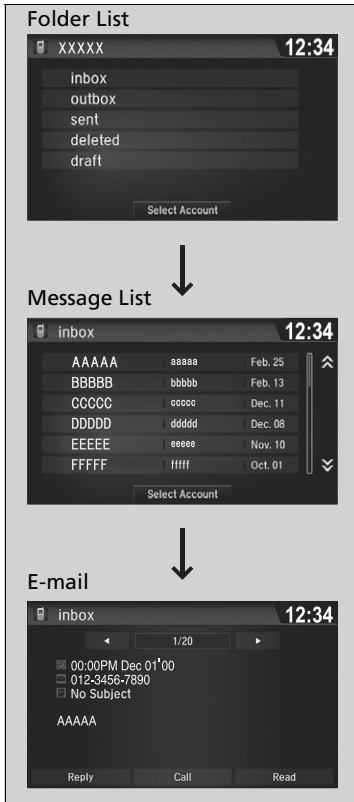 Folder List
XXXXX 12:34
inbox
outbox
sent
deleted
draft
Select Account
Message List
inbox 12:34
AAAAA aaaaa Feb. 25
BBBBB bbbbb Feb. 13
CCCCC ccccc Dec. 11
DDDDD ddddd Dec. 08
EEEEE eeeee Nov. 10
FFFFF fffff Oct. 01
Select Account
E-mail
inbox 12:34
1/20
00:00PM Dec 01'00
012-3456-7890
No Subject
AAAAA
Reply Call Read